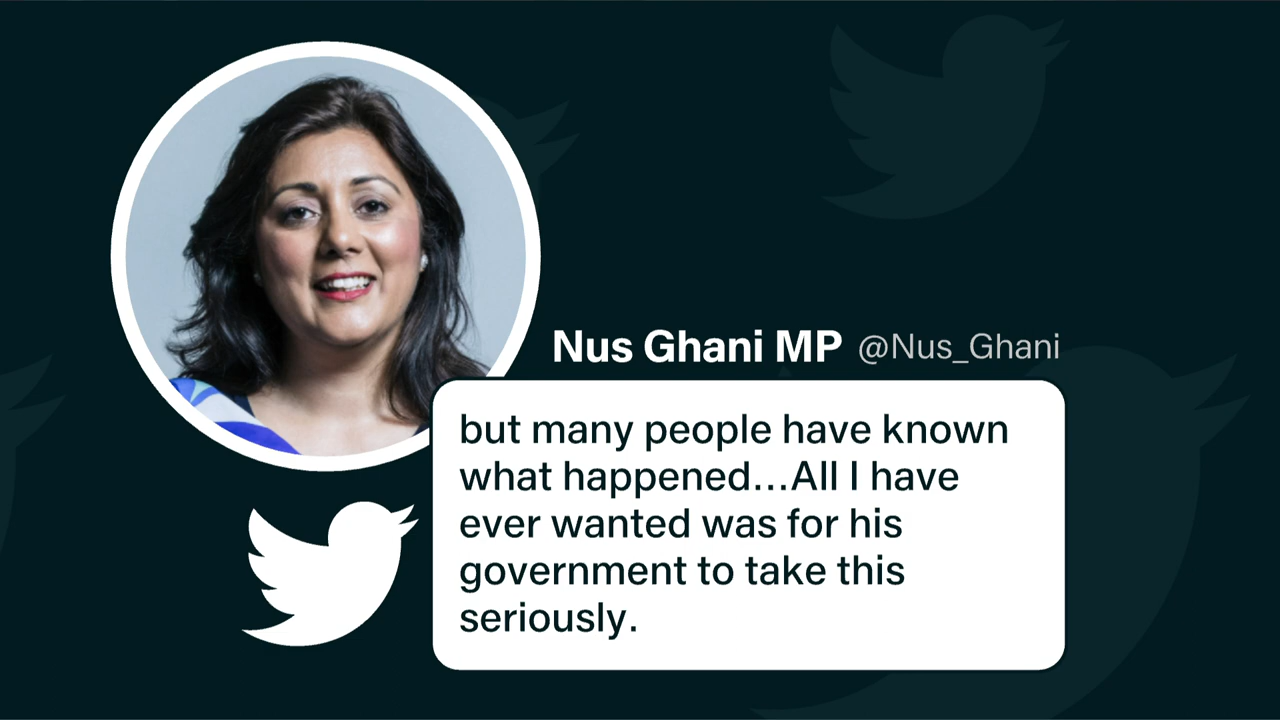 Nus Ghani MP @Nus_Ghani
but many people have known
what happened...All I have
ever wanted was for his
government to take this
seriously.